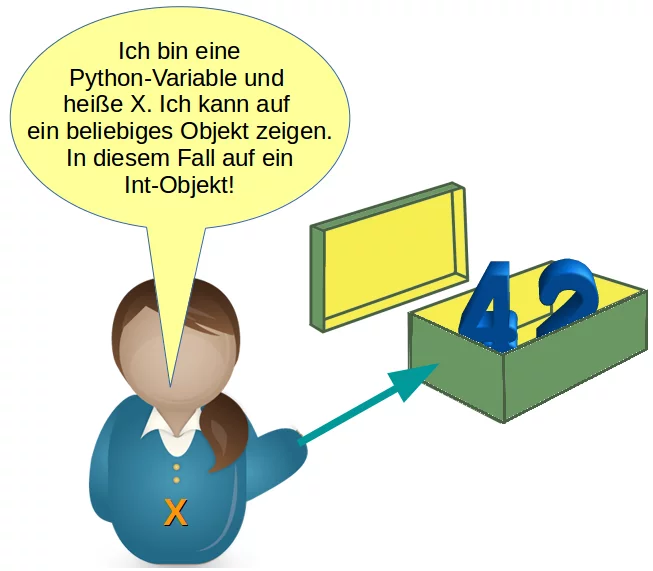 Ich bin eine
Python-Variable und
heiße X. Ich kann auf
ein beliebiges Objekt zeigen.
In diesem Fall auf ein
Int-Objekt!
42
X